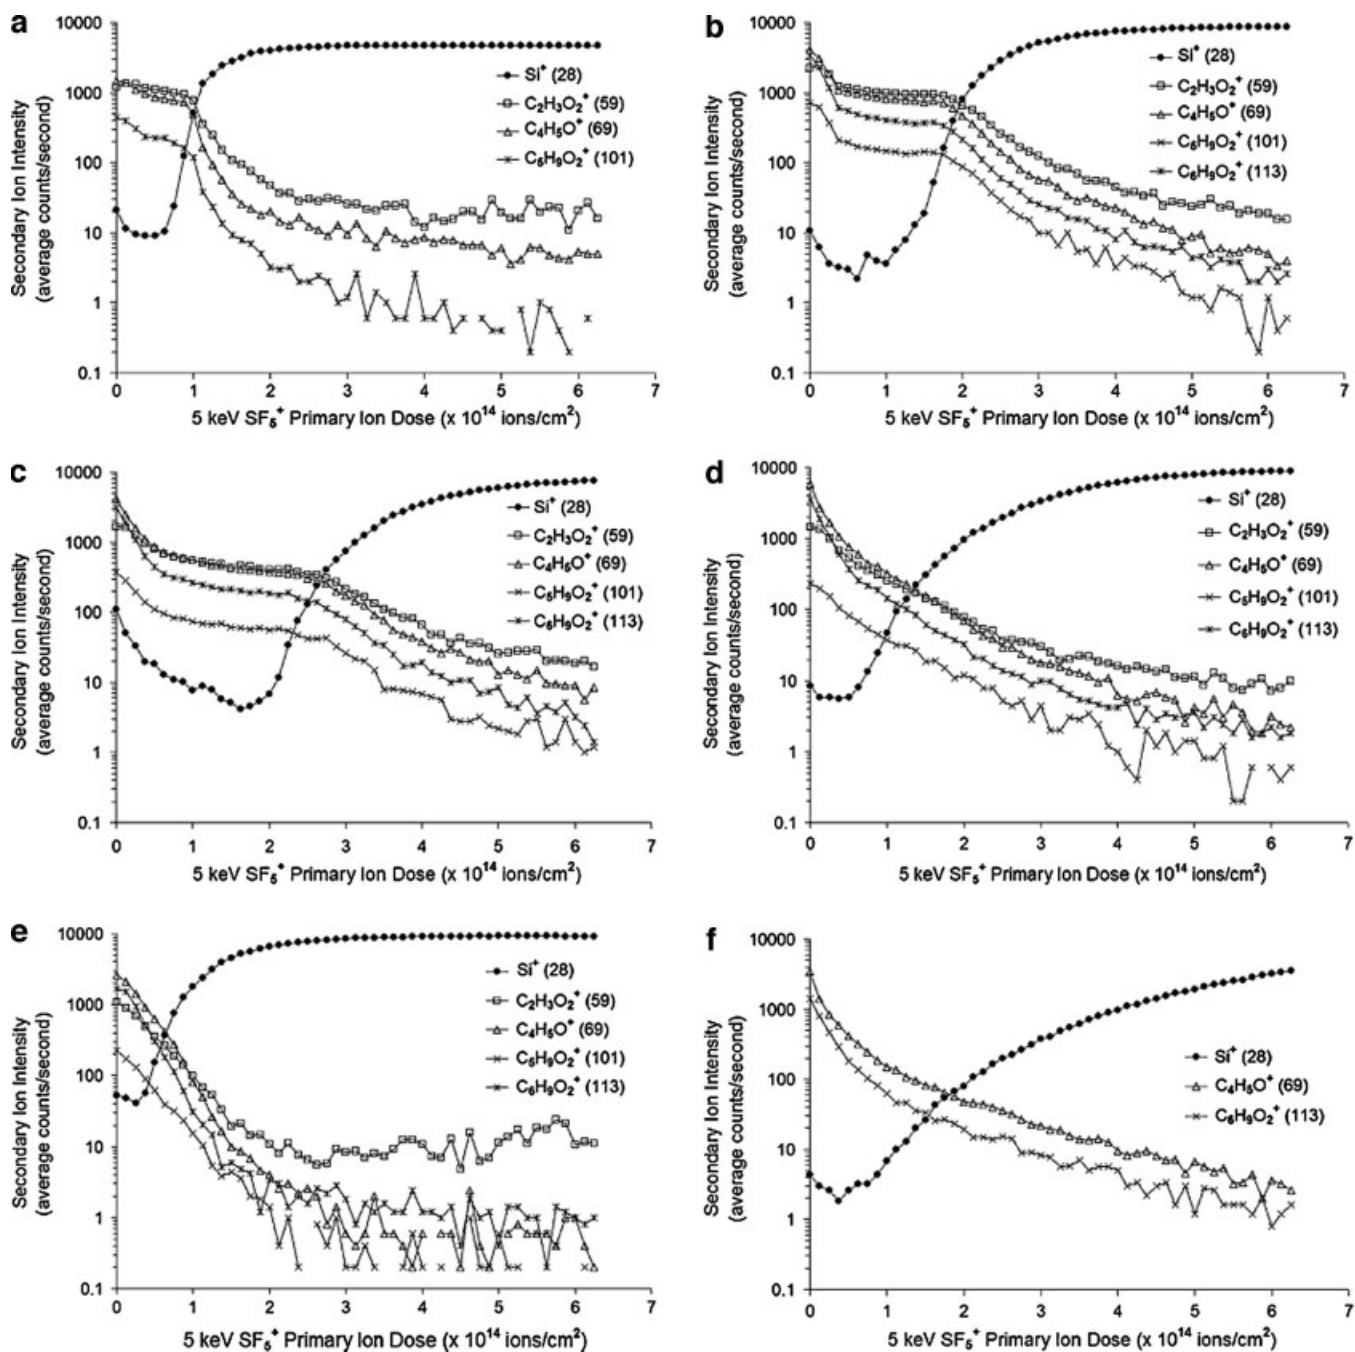 a
Secondary Ion Intensity
(average counts/second)
10000
1000
100
10
1
0.1
Si⁺ (28)
C₂H₃O₂⁺ (59)
C₄H₅O⁺ (69)
C₅H₉O₂⁺ (101)
0 1 2 3 4 5 6 7
5 keV SF₅⁺ Primary Ion Dose (x 10¹⁴ ions/cm²)
b
Secondary Ion Intensity
(average counts/second)
10000
1000
100
10
1
0.1
Si⁺ (28)
C₂H₃O₂⁺ (59)
C₄H₅O⁺ (69)
C₅H₉O₂⁺ (101)
C₆H₉O₂⁺ (113)
0 1 2 3 4 5 6 7
5 keV SF₅⁺ Primary Ion Dose (x 10¹⁴ ions/cm²)
c
Secondary Ion Intensity
(average counts/second)
10000
1000
100
10
1
0.1
Si⁺ (28)
C₂H₃O₂⁺ (59)
C₄H₅O⁺ (69)
C₅H₉O₂⁺ (101)
C₆H₉O₂⁺ (113)
0 1 2 3 4 5 6 7
5 keV SF₅⁺ Primary Ion Dose (x 10¹⁴ ions/cm²)
d
Secondary Ion Intensity
(average counts/second)
10000
1000
100
10
1
0.1
Si⁺ (28)
C₂H₃O₂⁺ (59)
C₄H₅O⁺ (69)
C₅H₉O₂⁺ (101)
C₆H₉O₂⁺ (113)
0 1 2 3 4 5 6 7
5 keV SF₅⁺ Primary Ion Dose (x 10¹⁴ ions/cm²)
e
Secondary Ion Intensity
(average counts/second)
10000
1000
100
10
1
0.1
Si⁺ (28)
C₂H₃O₂⁺ (59)
C₄H₅O⁺ (69)
C₅H₉O₂⁺ (101)
C₆H₉O₂⁺ (113)
0 1 2 3 4 5 6 7
5 keV SF₅⁺ Primary Ion Dose (x 10¹⁴ ions/cm²)
f
Secondary Ion Intensity
(average counts/second)
10000
1000
100
10
1
0.1
Si⁺ (28)
C₄H₅O⁺ (69)
C₆H₉O₂⁺ (113)
0 1 2 3 4 5 6 7
5 keV SF₅⁺ Primary Ion Dose (x 10¹⁴ ions/cm²)